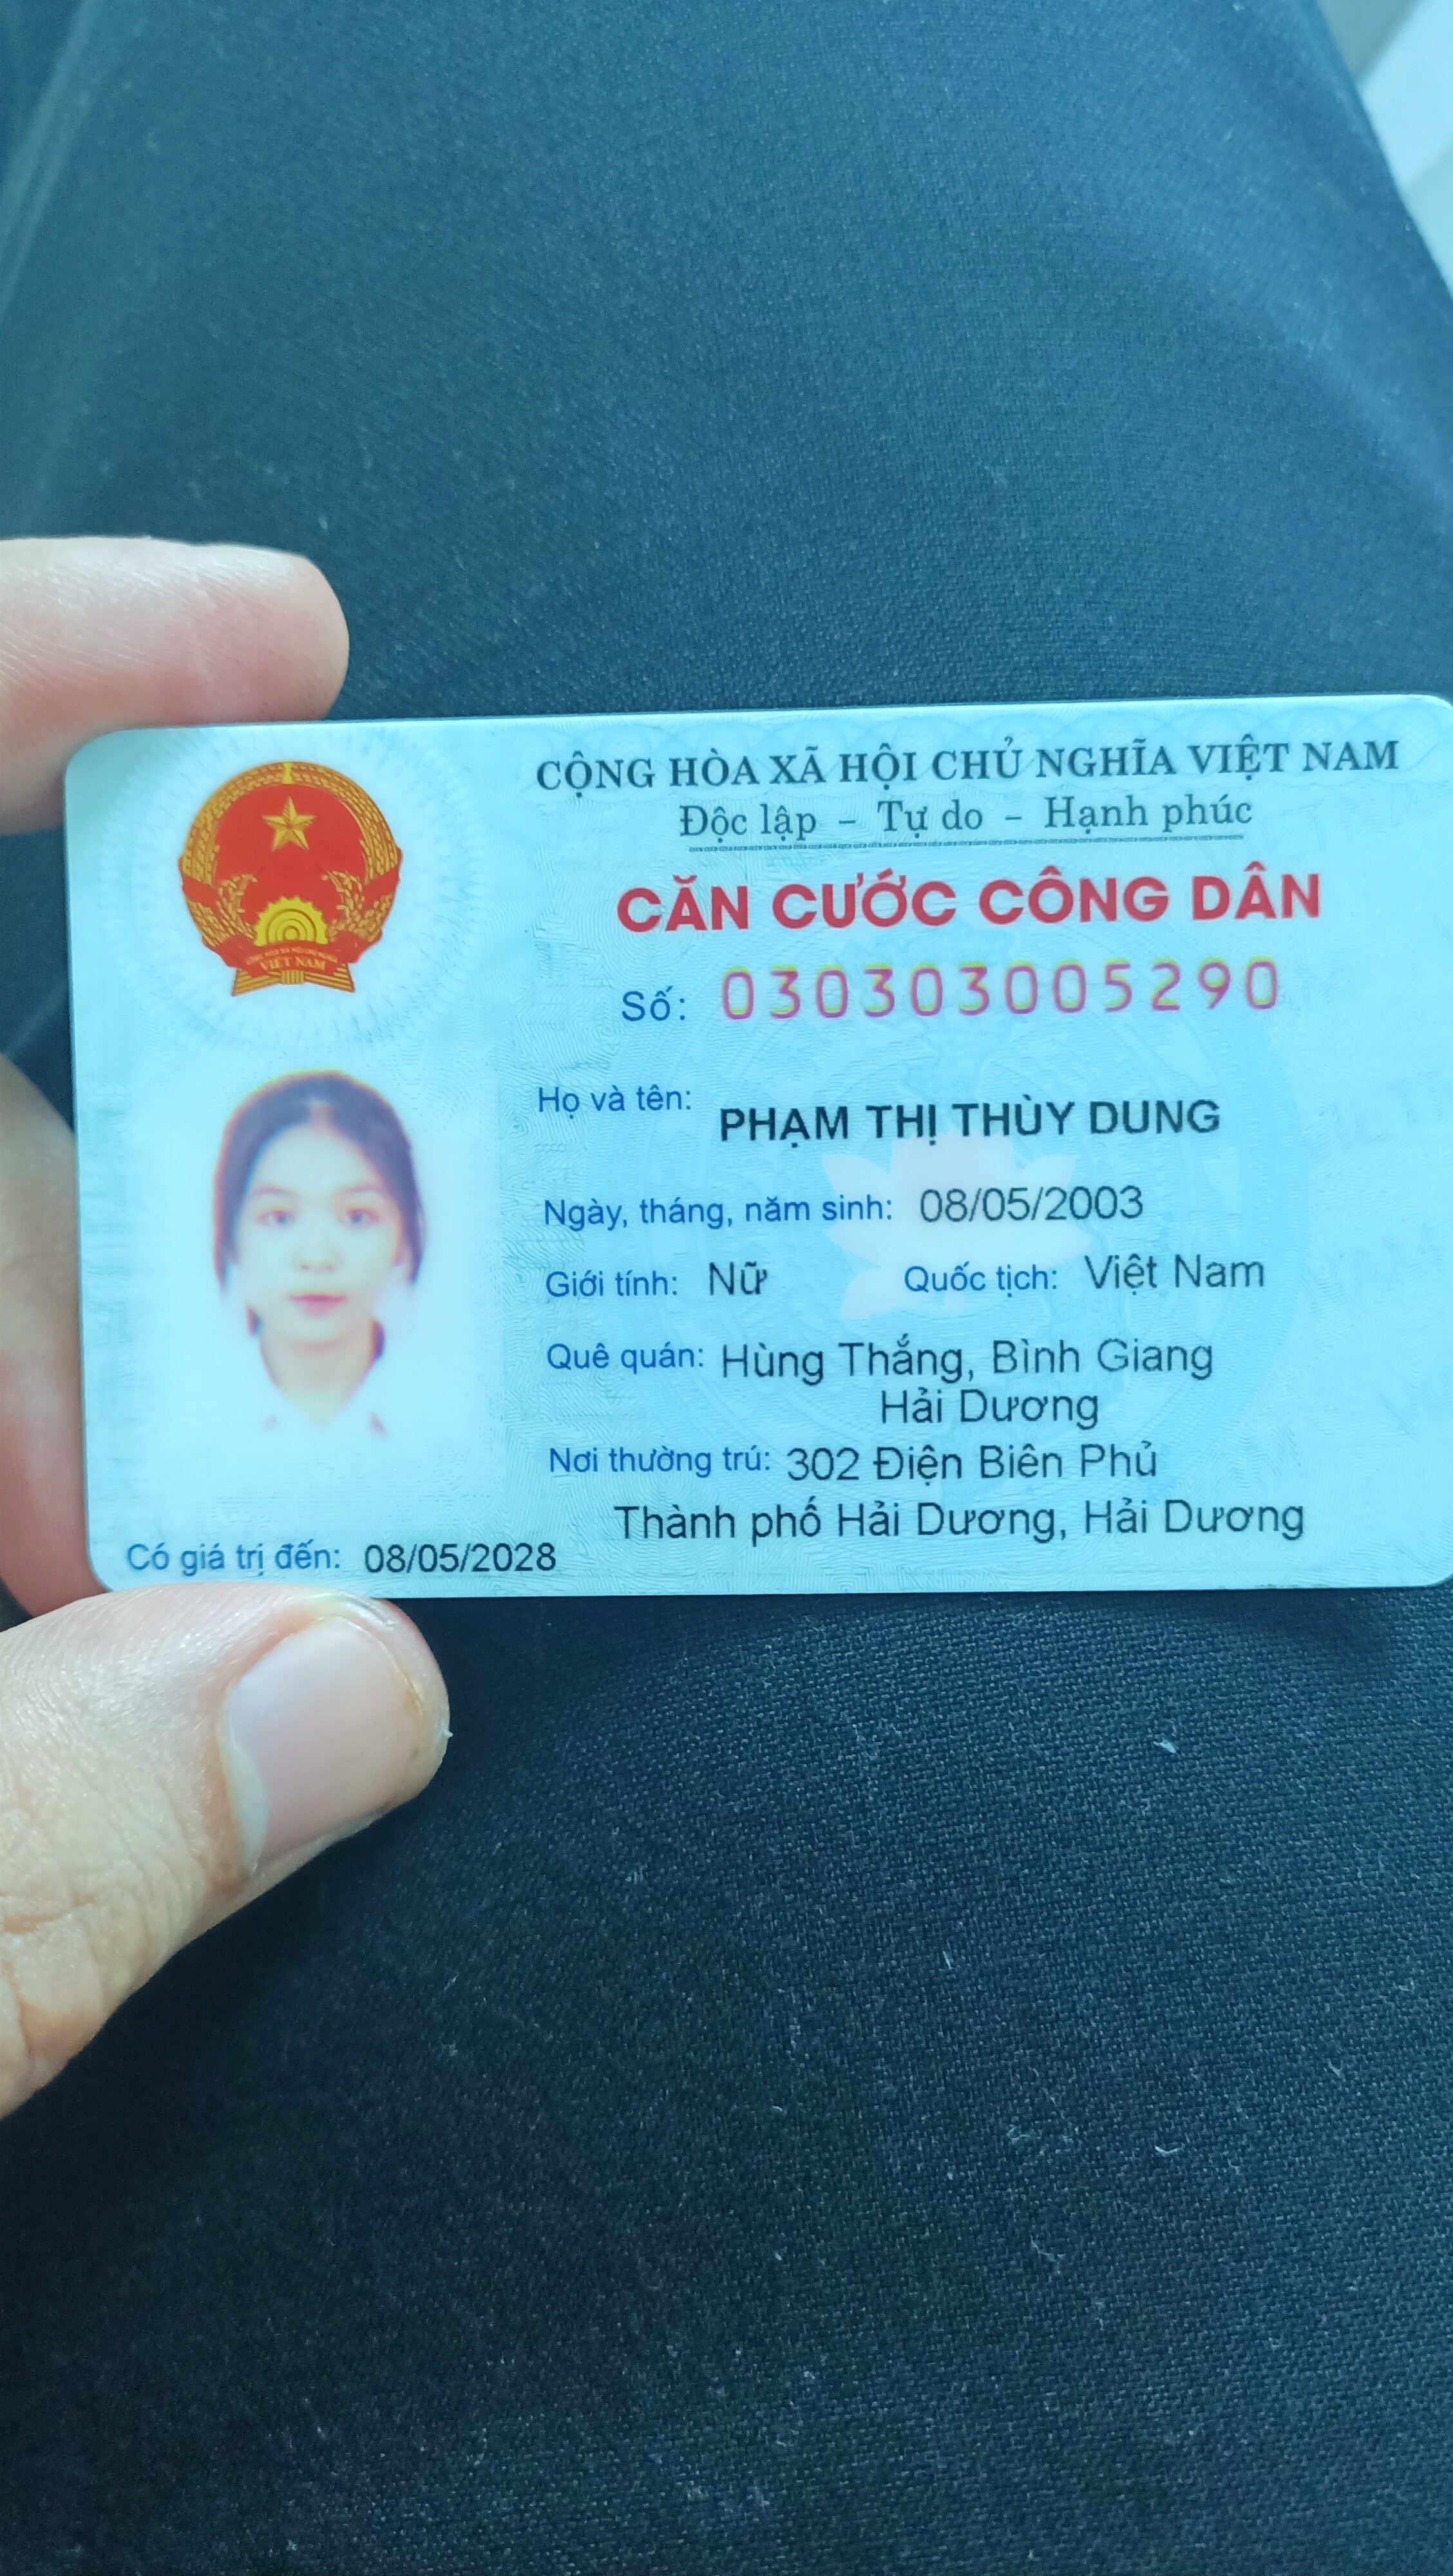 CỘNG HÒA XÃ HỘI CHỦ NGHĨA VIỆT NAM
Độc lập - Tự do - Hạnh phúc
CĂN CƯỚC CÔNG DÂN
Số: 030303005290
Họ và tên: PHẠM THỊ THÙY DUNG
Ngày, tháng, năm sinh: 08/05/2003
Giới tính: Nữ Quốc tịch: Việt Nam
Quê quán: Hùng Thắng, Bình Giang
Hải Dương
Nơi thường trú: 302 Điện Biên Phủ
Thành phố Hải Dương, Hải Dương
Có giá trị đến: 08/05/2028
VIỆT NAM